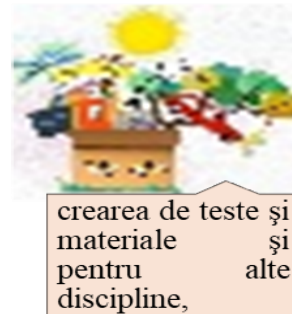 crearea de teste şi
materiale şi
pentru alte
discipline,